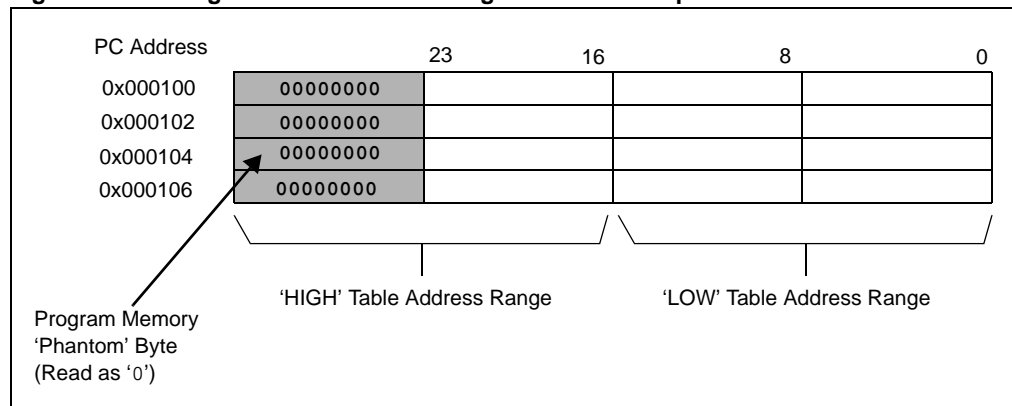 PC Address
23 16 8 0
0x000100 00000000
0x000102 00000000
0x000104 00000000
0x000106 00000000
'HIGH' Table Address Range
'LOW' Table Address Range
Program Memory
'Phantom' Byte
(Read as '0')